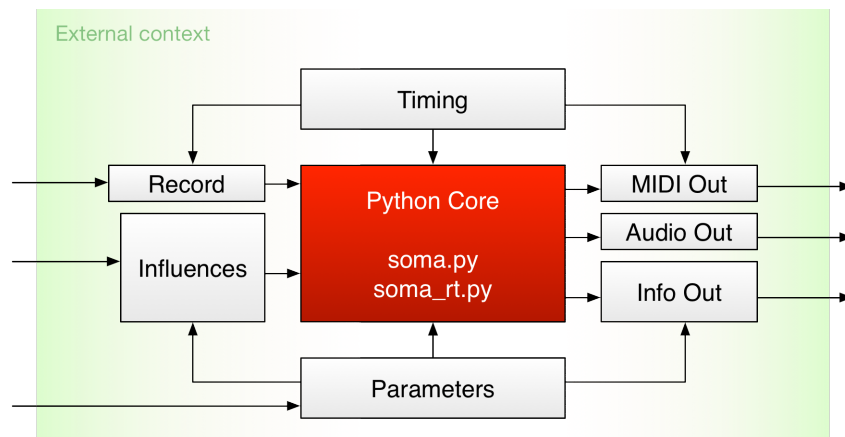 External context
Timing
Record
Python Core
MIDI Out
Audio Out
Influences
soma.py
soma_rt.py
Info Out
Parameters